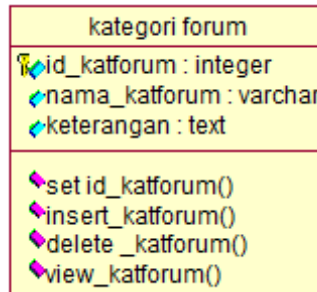 kategori forum
id_katforum : integer
nama_katforum : varchar
keterangan : text
set id_katforum()
insert_katforum()
delete _katforum()
view_katforum()